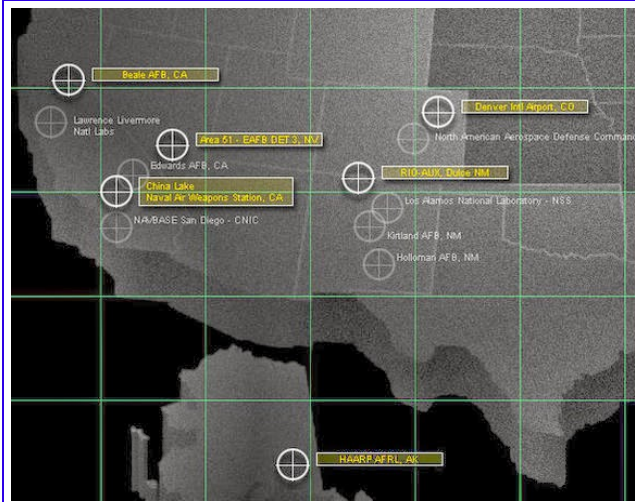 Beale AFB, CA
Denver Intl Airport, CO
Lawrence Livermore
Natl Labs
North American Aerospace Defense Comman
Area 51 - EAFB DET.3, NV
Edwards AFB, CA
RIO-AUX, Dulce NM
China Lake
Naval Air Weapons Station, CA
Los Alamos National Laboratory - NSS
NAVBASE San Diego - CNIC
Kirtland AFB, NM
Holloman AFB, NM
HAARP.AFRL, AK